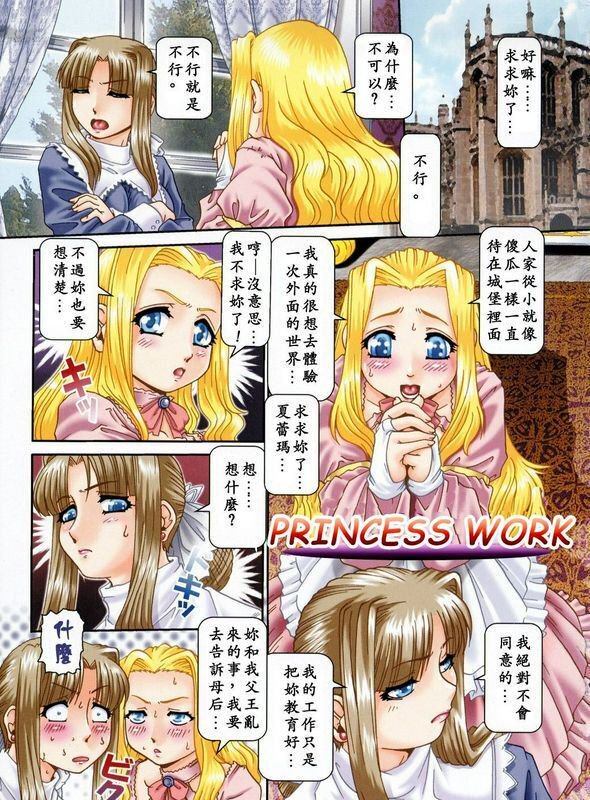 好嘛……
求求妳了……
為什麼…
不可以?
不行就是
不行。
不行。
人家從小就像
傻瓜一樣一直
待在城堡裡面
我真的很想去體驗
一次外面的世界…
求求妳了…
夏蕾瑪…
PRINCESS WORK
我絕對不會
同意的…
我的工作只是
把妳教育好…
哼—沒意思…
我不求妳了!
不過妳也要
想清楚…
キッ
想……
想什麼?
ドキッ
妳和我父王亂
來的事,我要
去告訴母后…
什麼
ビク